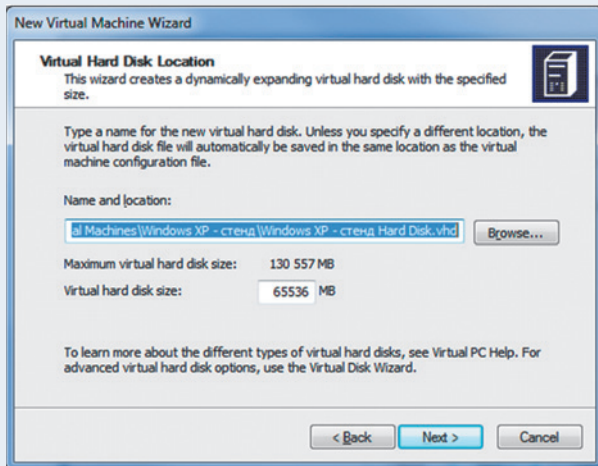 New Virtual Machine Wizard
Virtual Hard Disk Location
This wizard creates a dynamically expanding virtual hard disk with the specified
size.
Type a name for the new virtual hard disk. Unless you specify a different location, the
virtual hard disk file will automatically be saved in the same location as the virtual
machine configuration file.
Name and location:
al Machines\Windows XP - стенд\Windows XP - стенд Hard Disk.vhd Browse...
Maximum virtual hard disk size: 130 557 MB
Virtual hard disk size: 65536 MB
To learn more about the different types of virtual hard disks, see Virtual PC Help. For
advanced virtual hard disk options, use the Virtual Disk Wizard.
< Back Next > Cancel